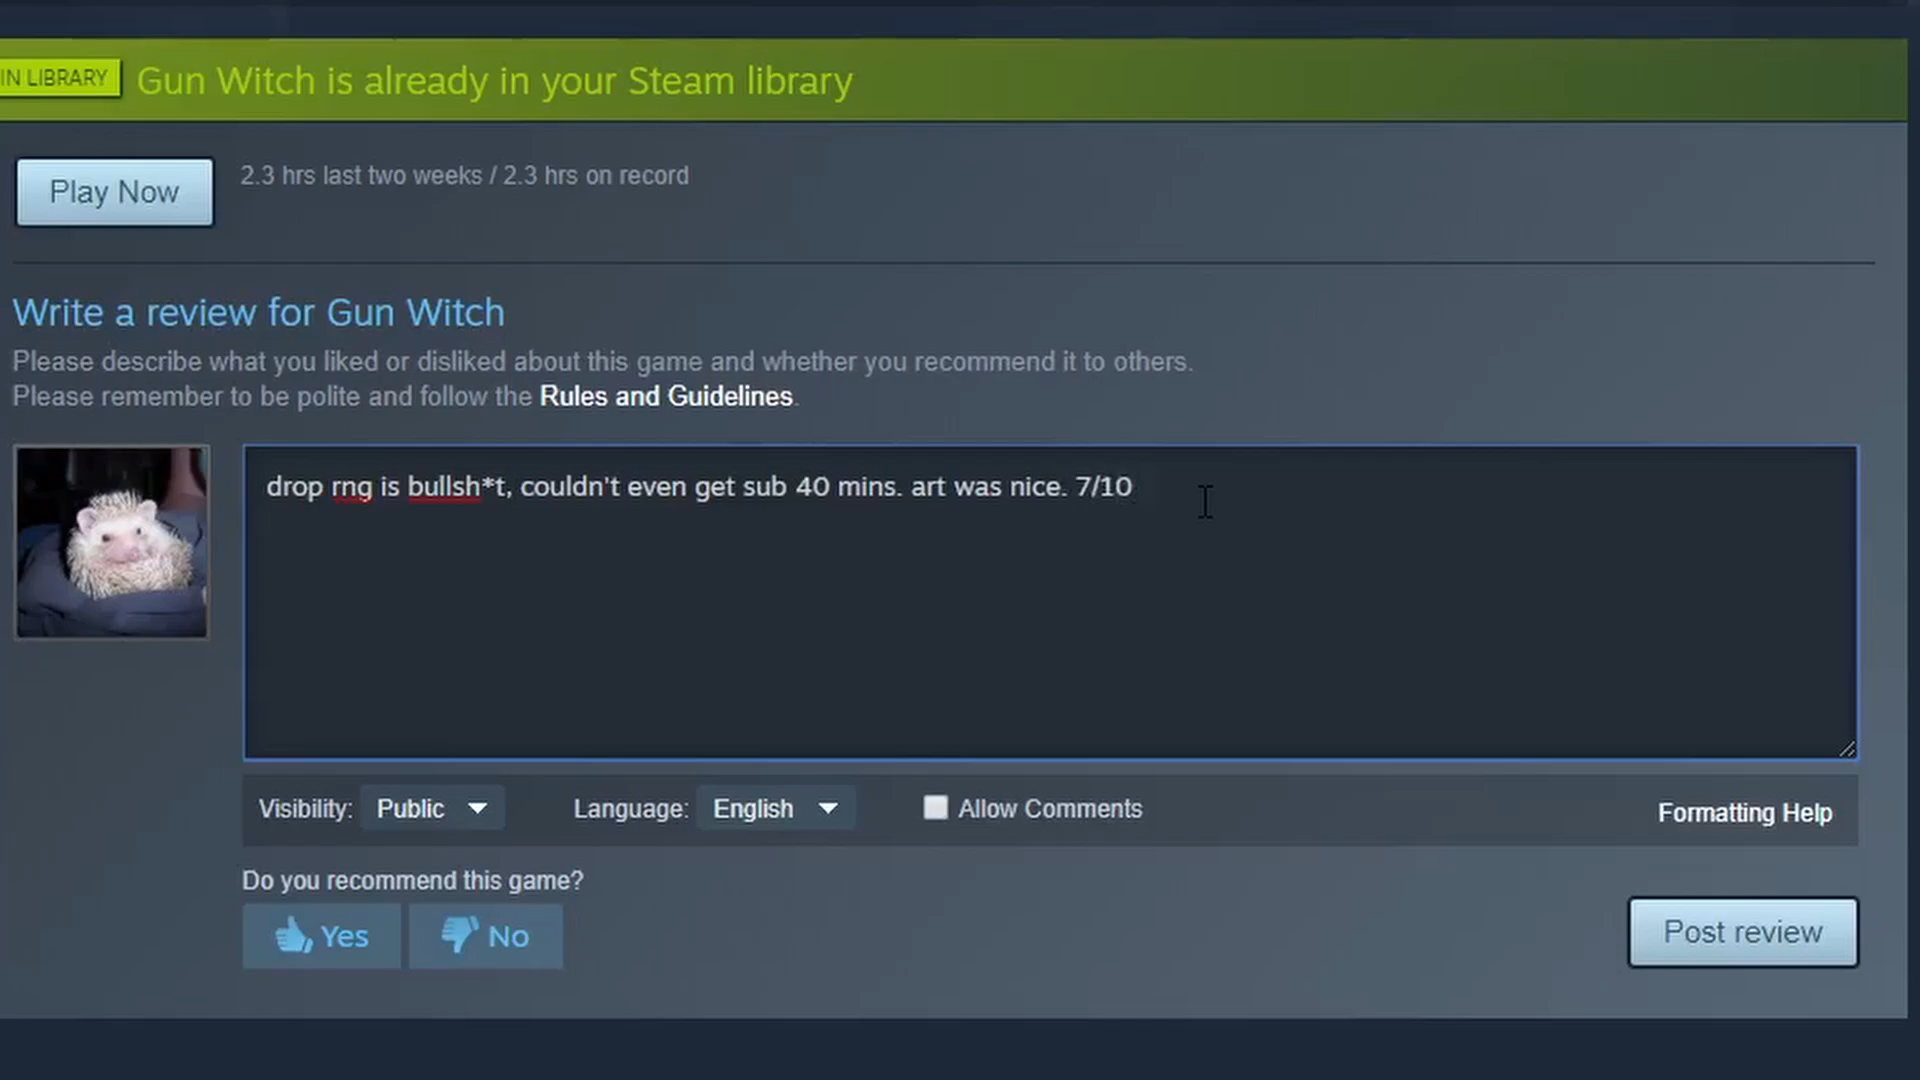 IN LIBRARY
Gun Witch is already in your Steam library
Play Now
2.3 hrs last two weeks / 2.3 hrs on record
Write a review for Gun Witch
Please describe what you liked or disliked about this game and whether you recommend it to others.
Please remember to be polite and follow the Rules and Guidelines.
drop rng is bullsh*t, couldn't even get sub 40 mins. art was nice. 7/10
Visibility: Public Language: English Allow Comments Formatting Help
Do you recommend this game?
Yes No
Post review